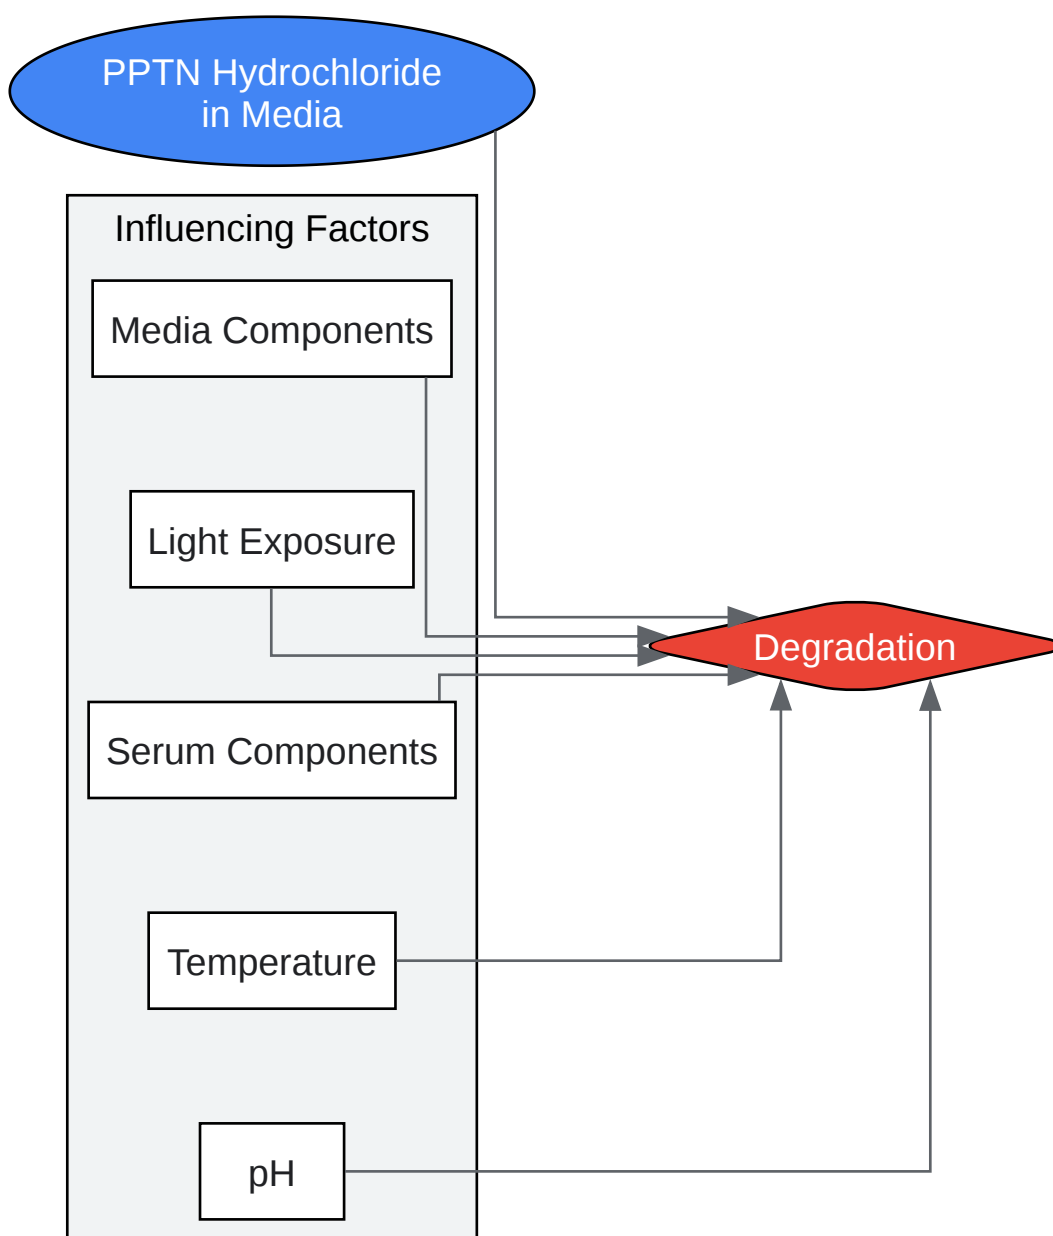 PPTN Hydrochloride
in Media
Influencing Factors
Media Components
Light Exposure
Degradation
Serum Components
Temperature
pH